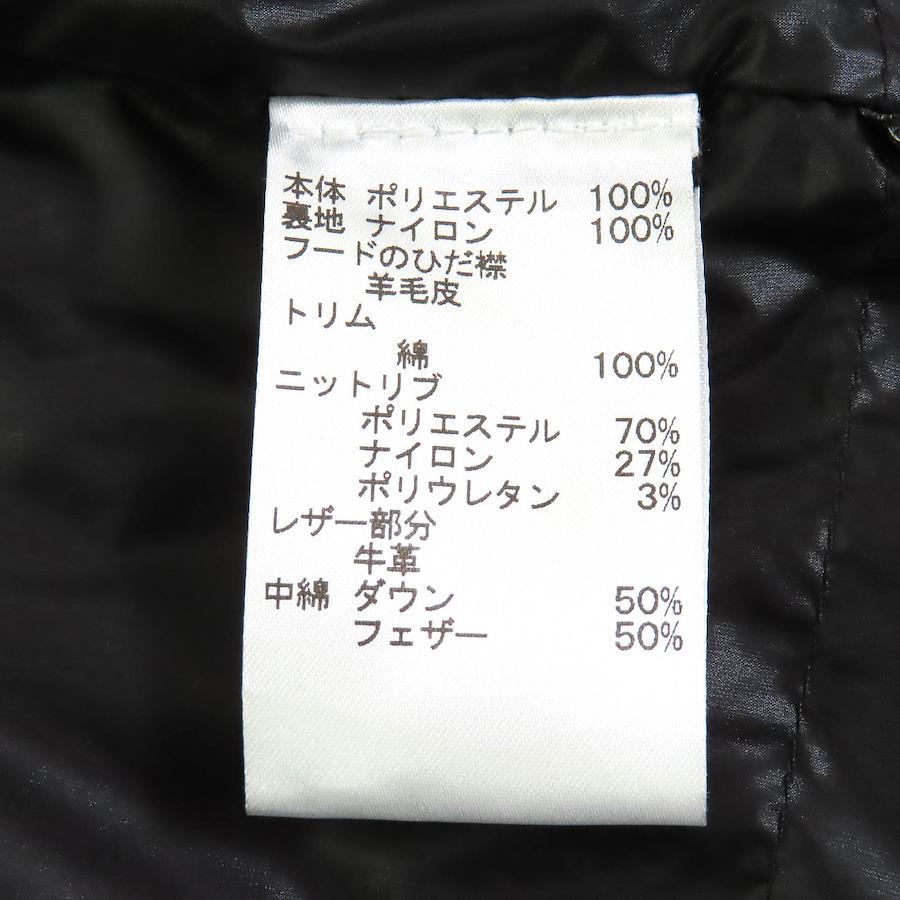 本体 ポリエステル 100%
裏地 ナイロン 100%
フードのひだ襟
羊毛皮
トリム
綿 100%
ニットリブ
ポリエステル 70%
ナイロン 27%
ポリウレタン 3%
レザー部分
牛革
中綿 ダウン 50%
フェザー 50%